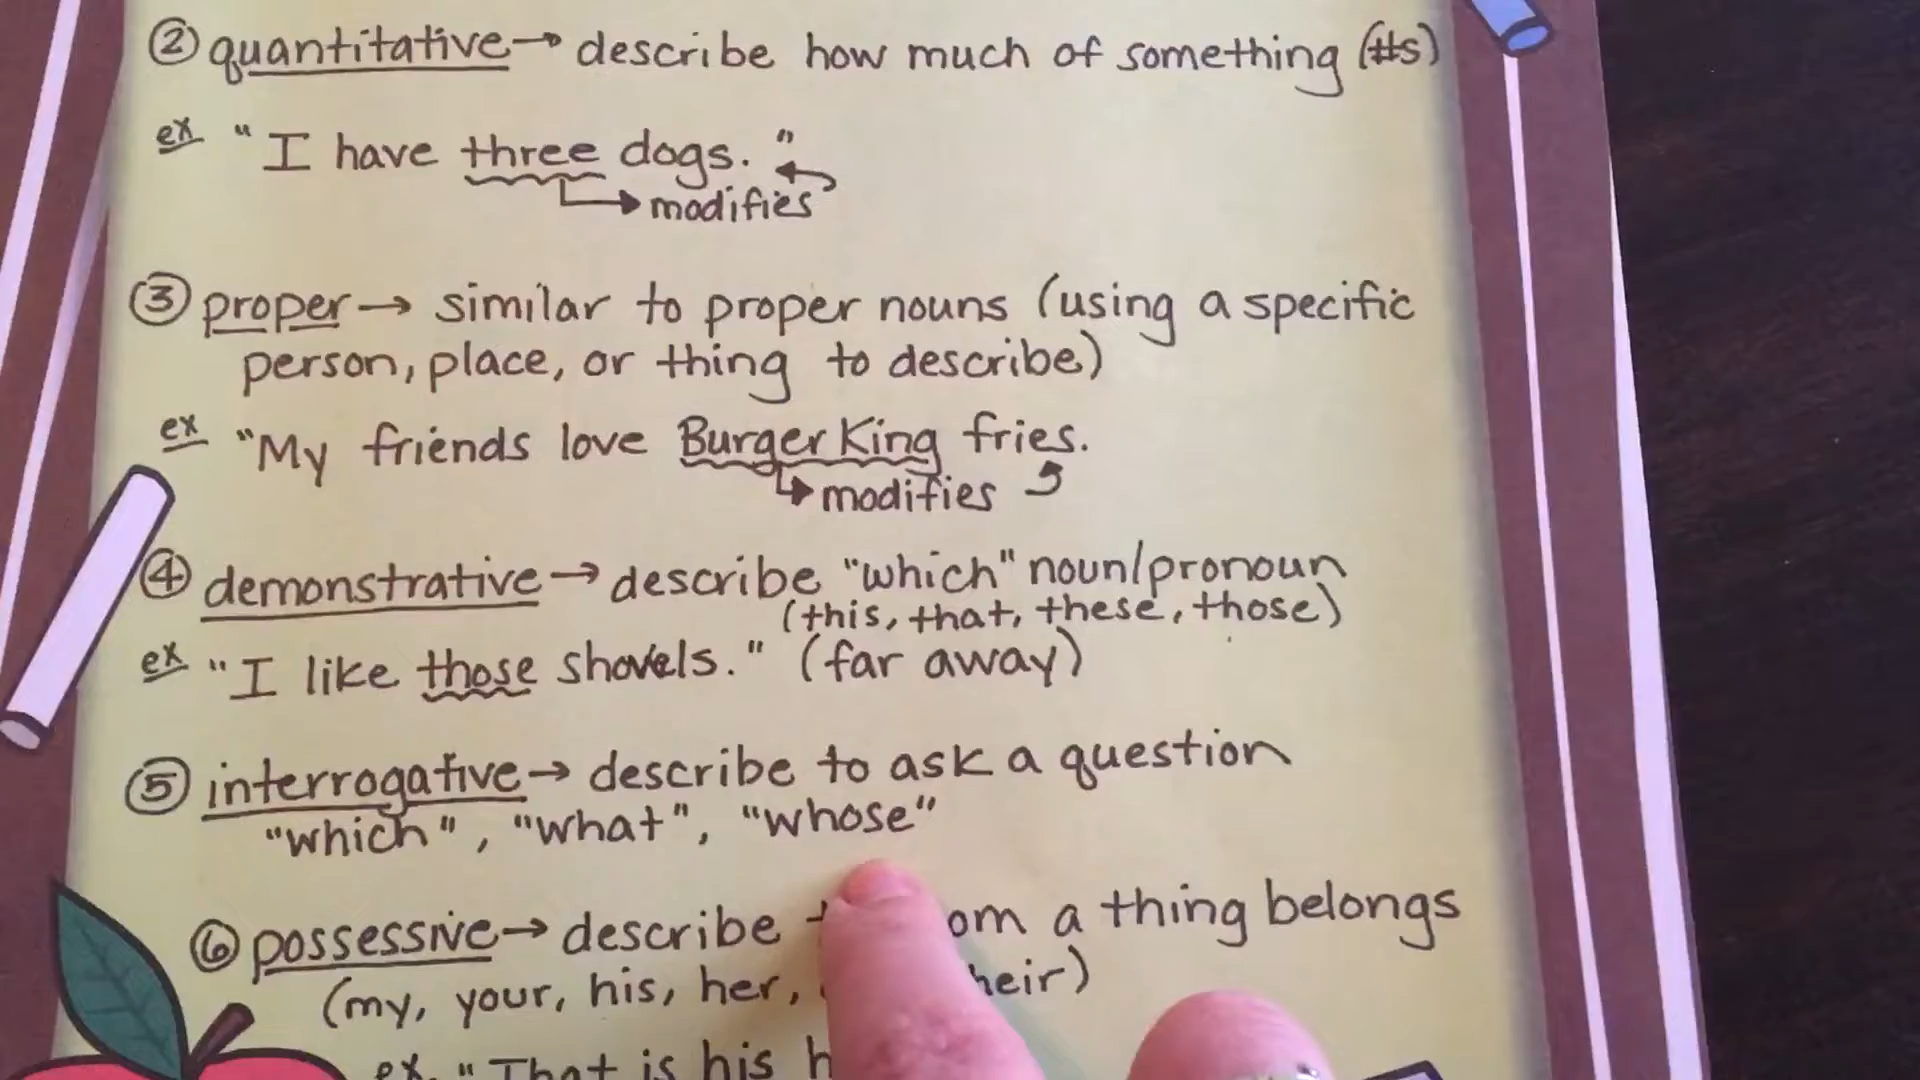 ② quantitative → describe how much of something (#s)
ex "I have three dogs."
modifies
③ proper → similar to proper nouns (using a specific
person, place, or thing to describe)
ex "My friends love Burger King fries.
modifies
④ demonstrative → describe "which" noun/pronoun
(this, that, these, those)
ex "I like those shovels." (far away)
⑤ interrogative → describe to ask a question
"which", "what", "whose"
⑥ possessive → describe a thing belongs
(my, your, his, her,
ex. "That is his